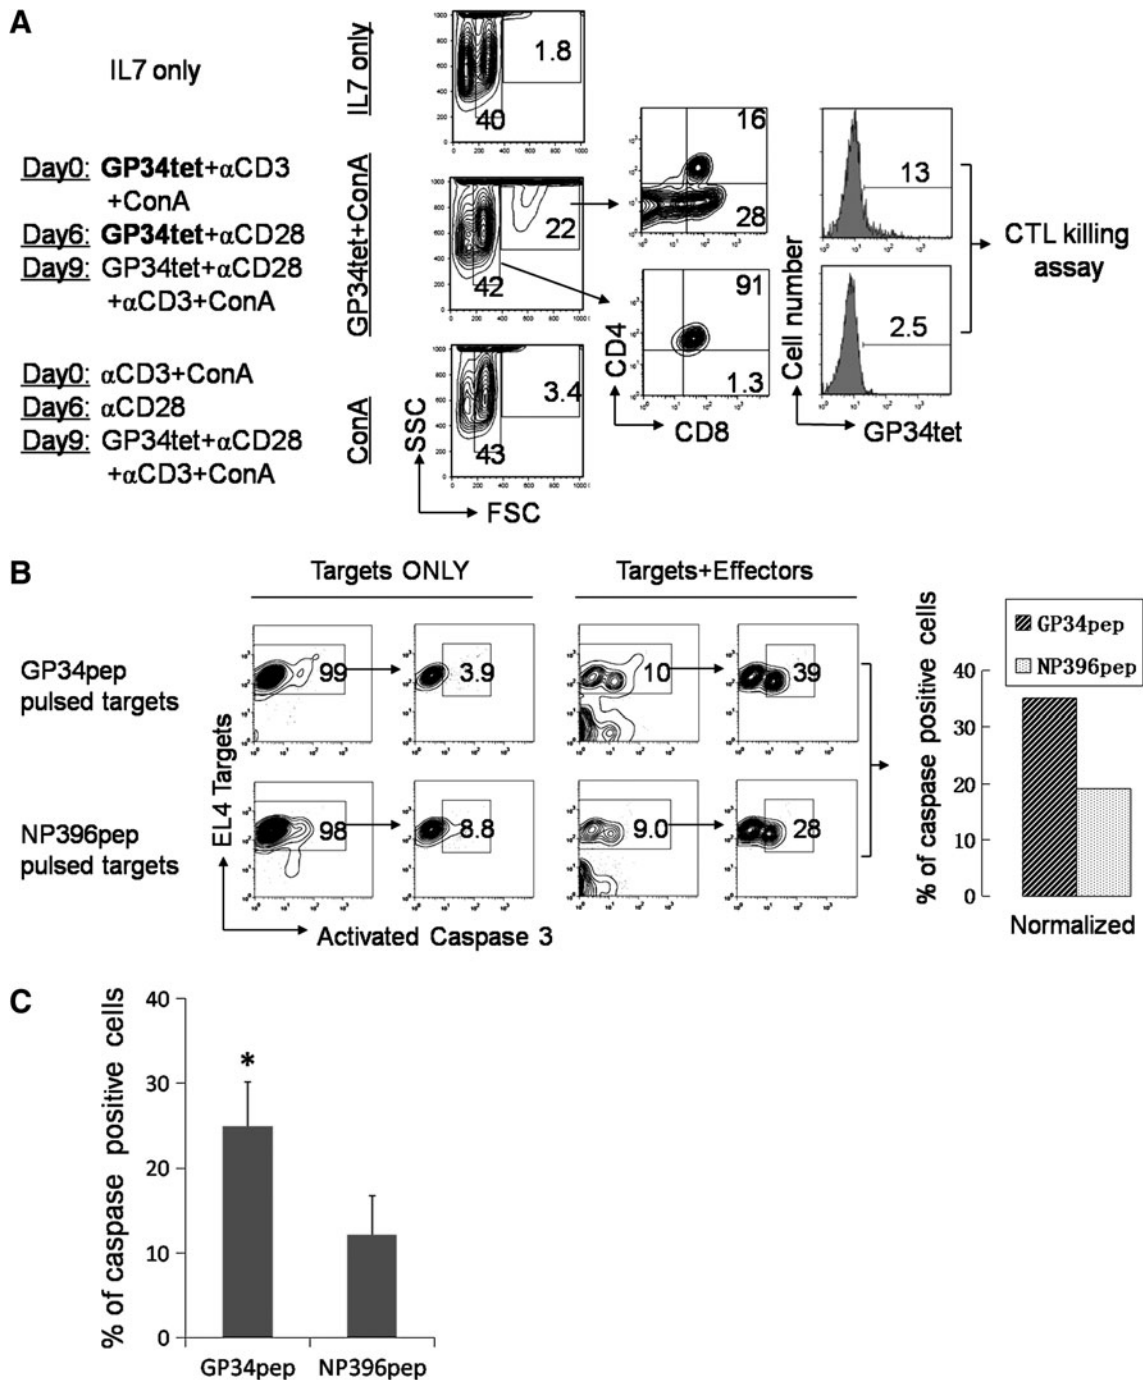 A
IL7 only
IL7 only
1.8
40
Day0: GP34tet+αCD3
+ConA
Day6: GP34tet+αCD28
Day9: GP34tet+αCD28
+αCD3+ConA
GP34tet+ConA
22
42
16
28
13
91
1.3
2.5
CTL killing
assay
CD4
CD8
Cell number
GP34tet
Day0: αCD3+ConA
Day6: αCD28
Day9: GP34tet+αCD28
+αCD3+ConA
ConA
3.4
43
SSC
FSC
B
Targets ONLY
Targets+Effectors
GP34pep
pulsed targets
99
3.9
10
39
NP396pep
pulsed targets
98
8.8
9.0
28
EL4 Targets
Activated Caspase 3
% of caspase positive cells
GP34pep
NP396pep
40
35
30
20
10
0
Normalized
C
% of caspase positive cells
40
30
20
10
0
*
GP34pep
NP396pep